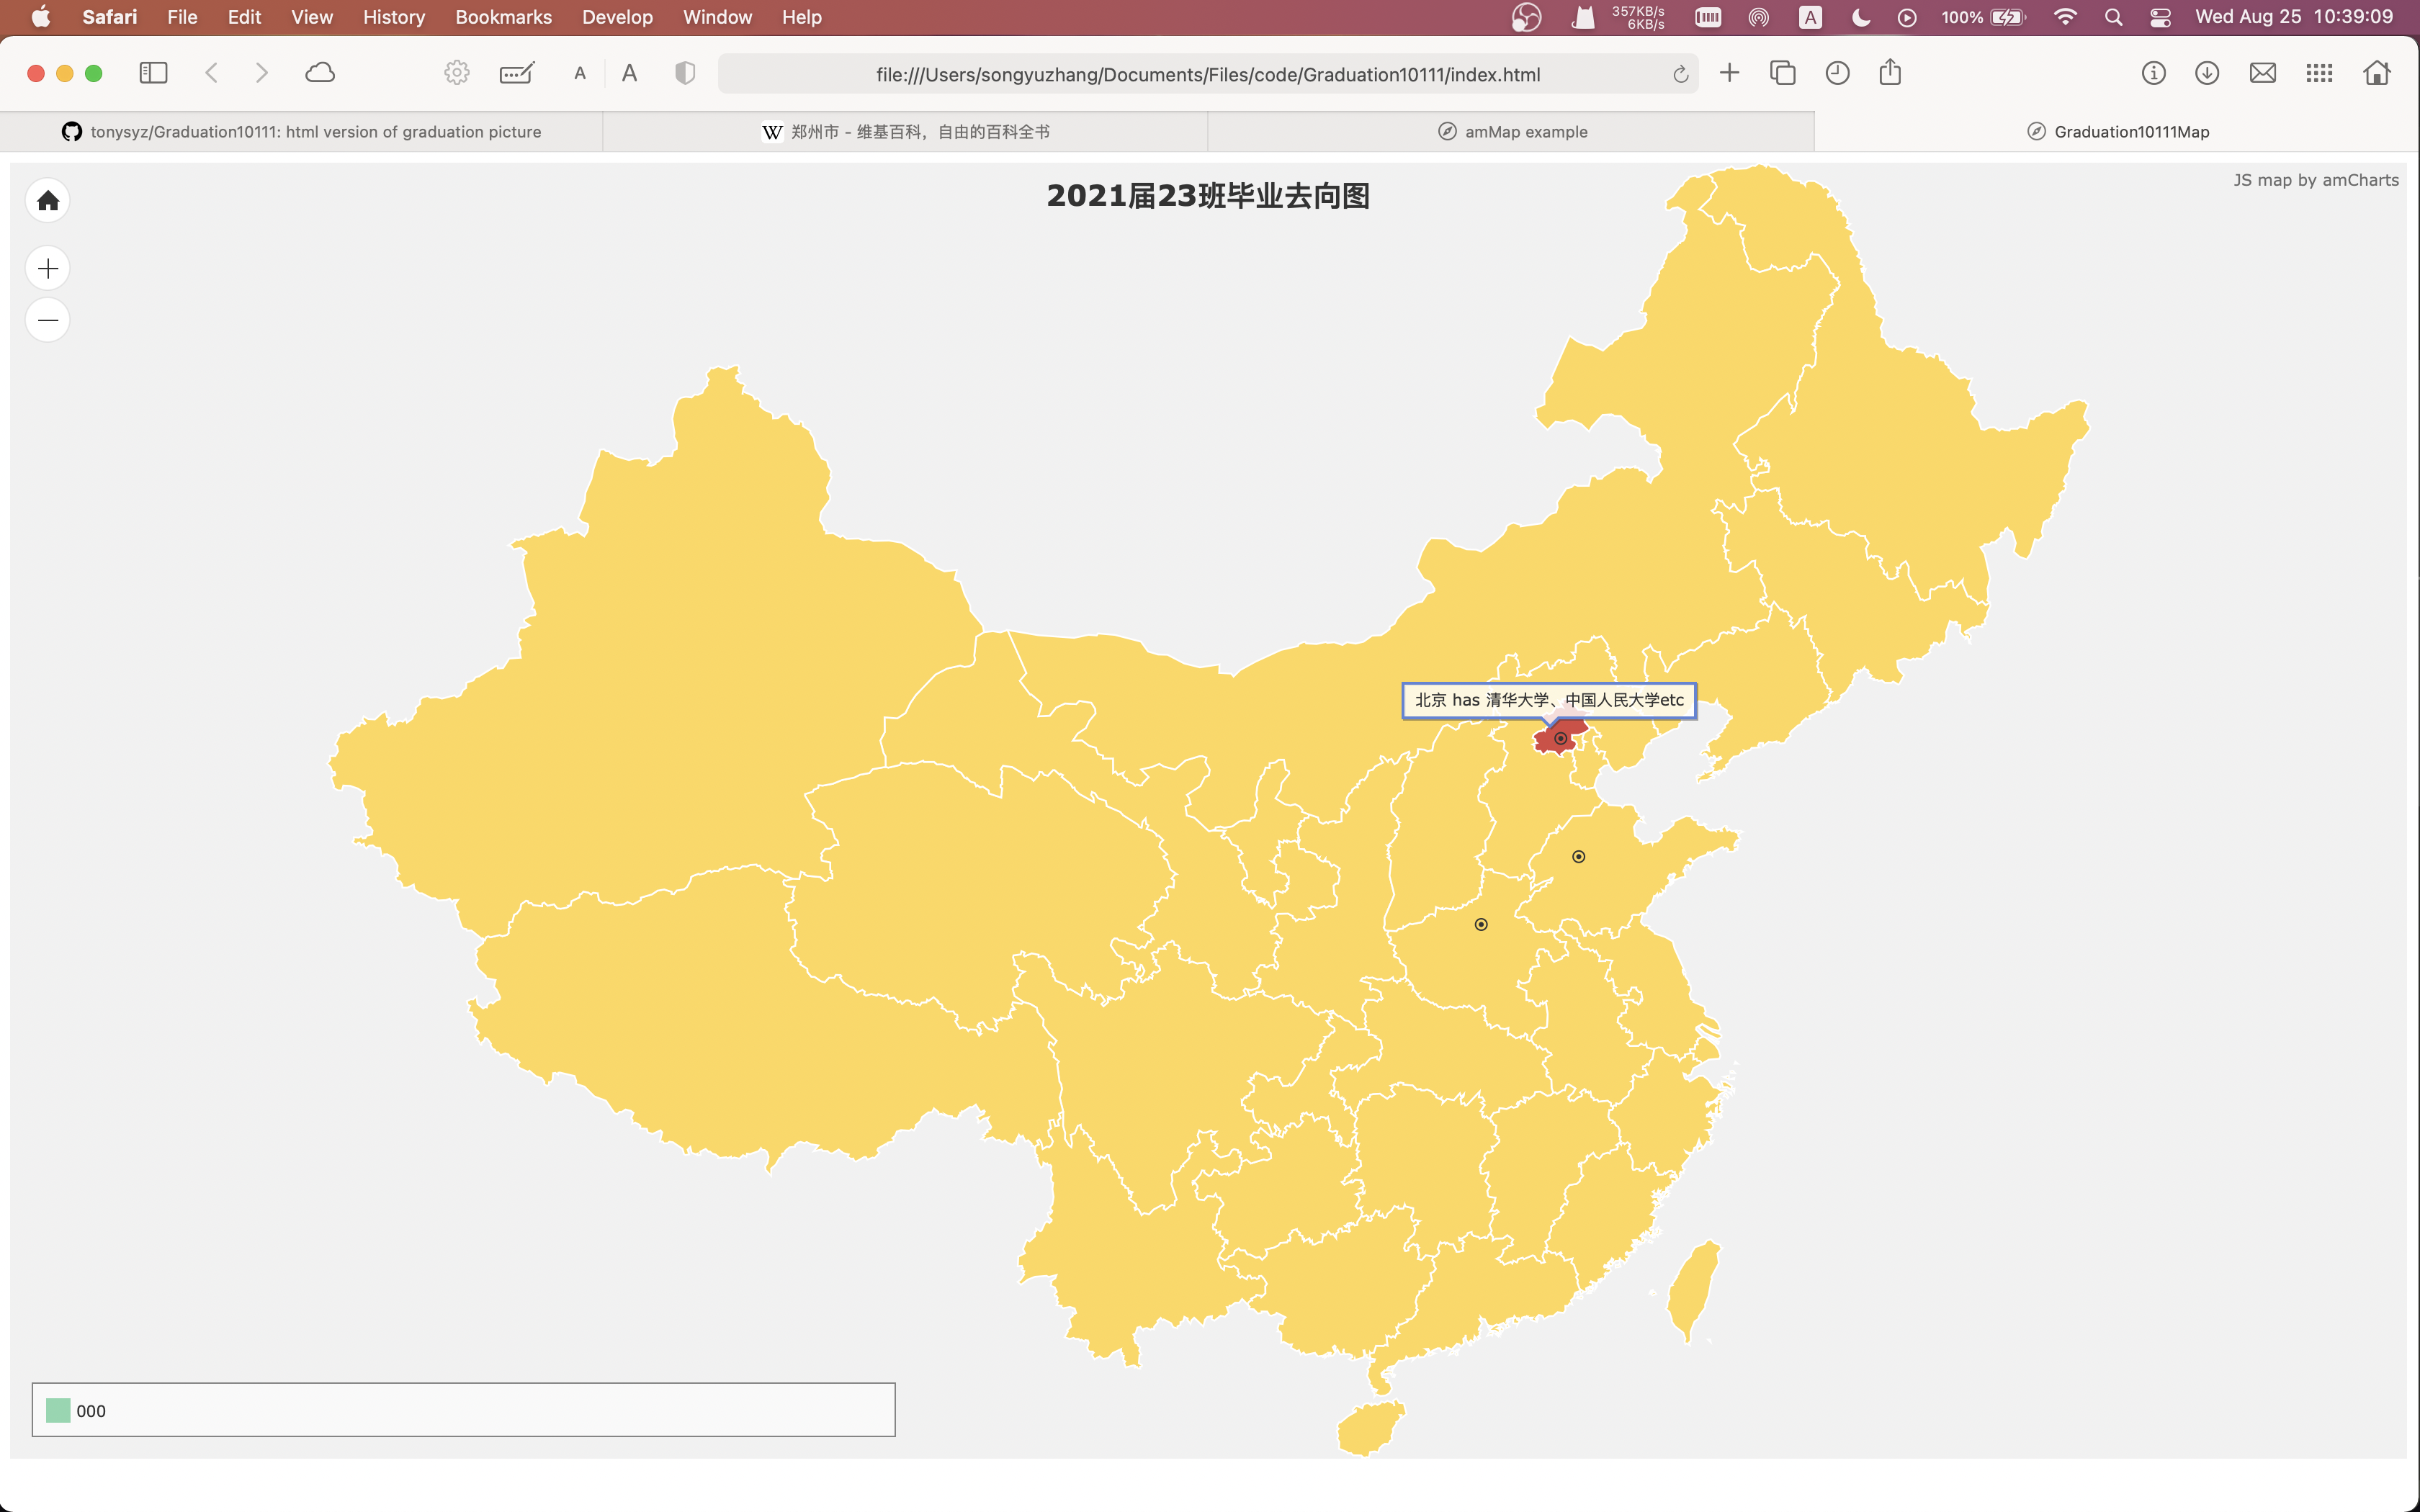 Safari File Edit View History Bookmarks Develop Window Help
357KB/s
6KB/s
A
100%
Wed Aug 25 10:39:09
A A
file:///Users/songyuzhang/Documents/Files/code/Graduation10111/index.html
tonysyz/Graduation10111: html version of graduation picture
W 郑州市 - 维基百科，自由的百科全书
amMap example
Graduation10111Map
2021届23班毕业去向图
JS map by amCharts
北京 has 清华大学、中国人民大学etc
000